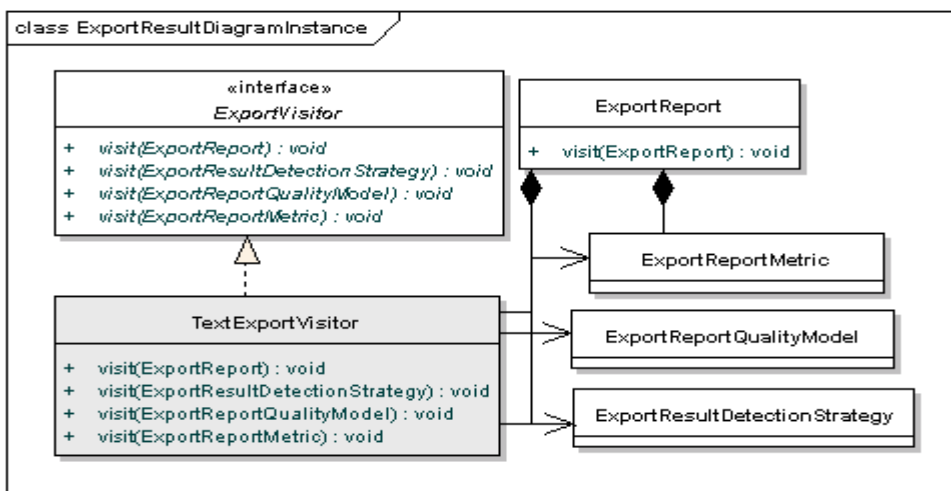 class ExportResultDiagramInstance
«interface»
ExportVisitor
+ visit(ExportReport) : void
+ visit(ExportResultDetectionStrategy) : void
+ visit(ExportReportQualityModel) : void
+ visit(ExportReportMetric) : void
ExportReport
+ visit(ExportReport) : void
ExportReportMetric
TextExportVisitor
+ visit(ExportReport) : void
+ visit(ExportResultDetectionStrategy) : void
+ visit(ExportReportQualityModel) : void
+ visit(ExportReportMetric) : void
ExportReportQualityModel
ExportResultDetectionStrategy